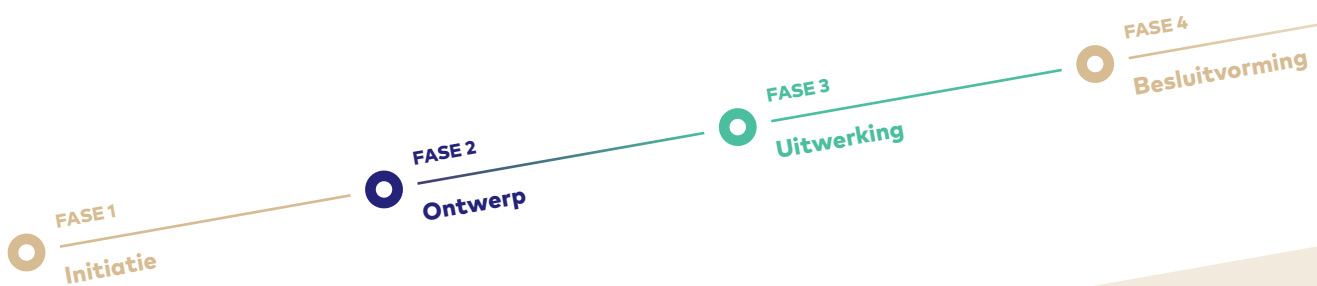 FASE 1
Initiatie
FASE 2
Ontwerp
FASE 3
Uitwerking
FASE 4
Besluitvorming